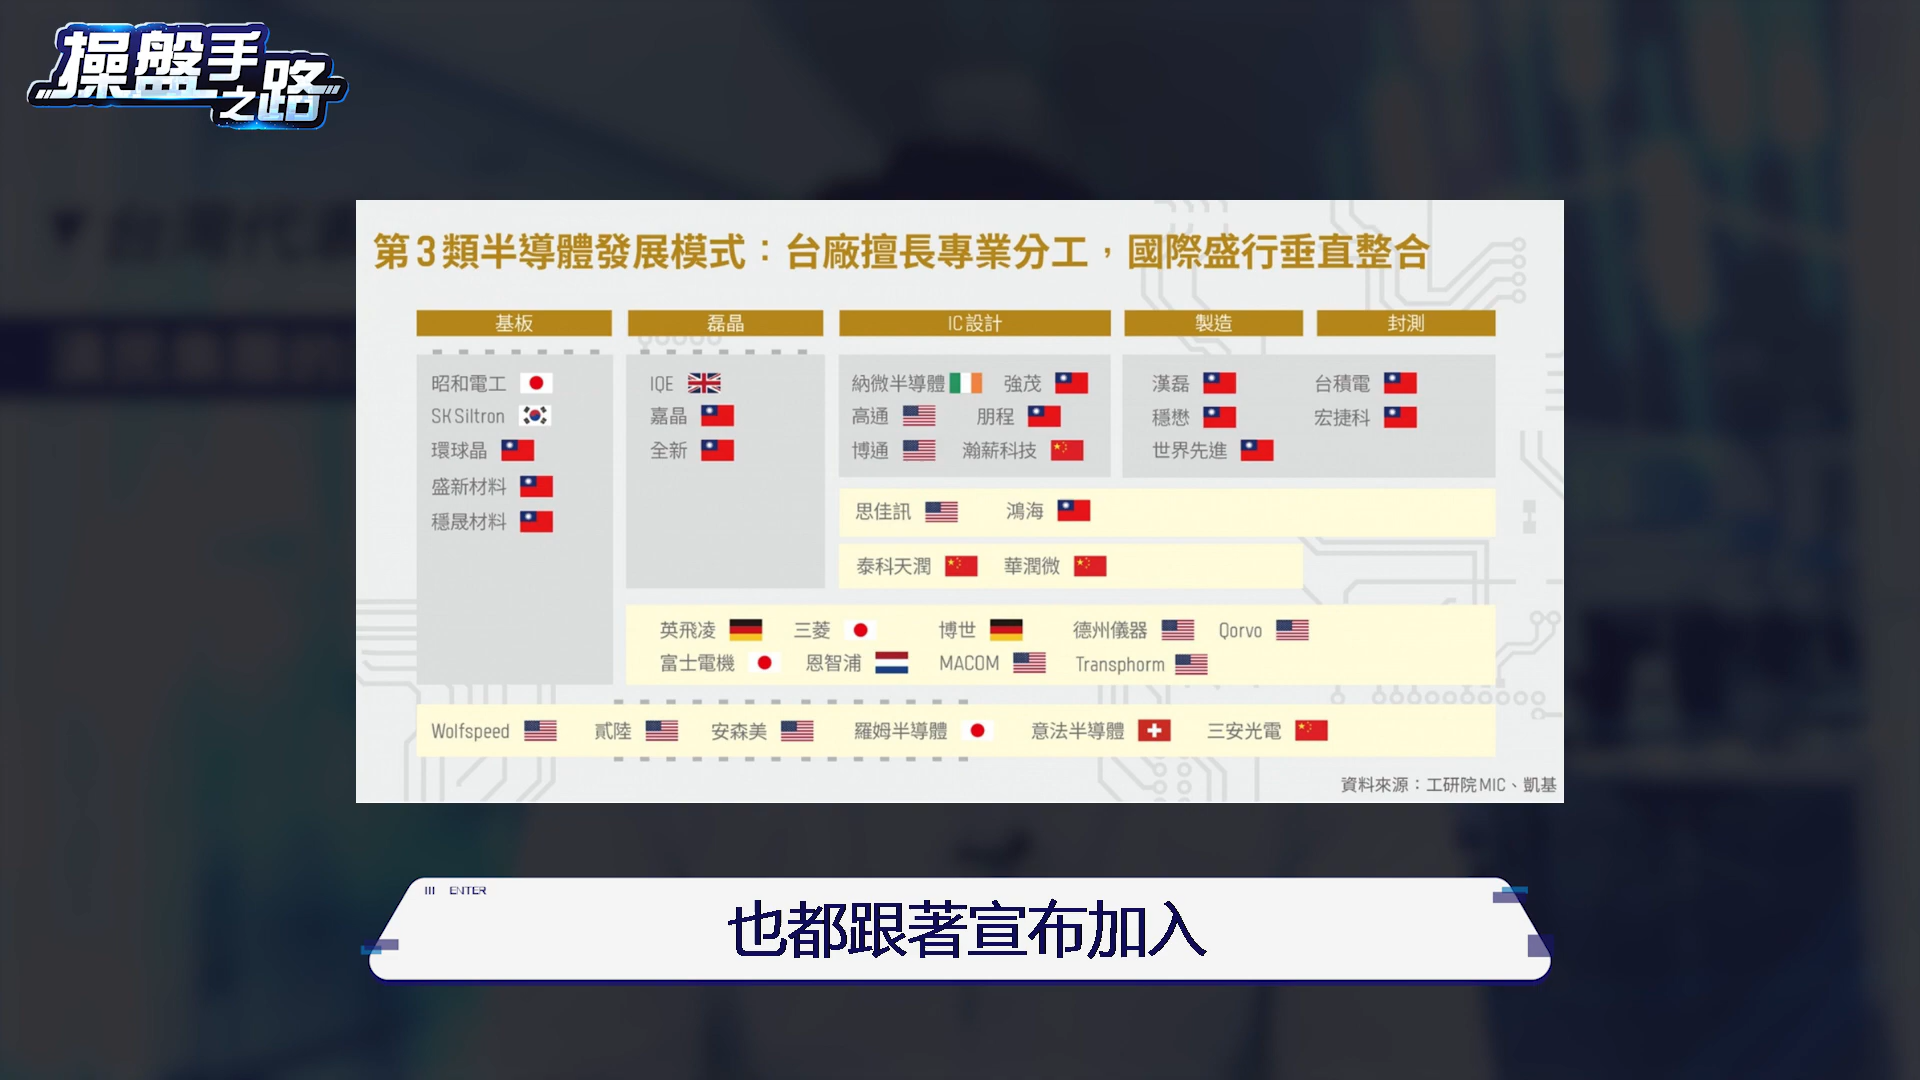 操盤手之路
第3類半導體發展模式：台廠擅長專業分工，國際盛行垂直整合
基板 磊晶 IC設計 製造 封測
昭和電工 IQE 納微半導體 強茂 漢磊 台積電
SK Siltron 嘉晶 高通 朋程 穩懋 宏捷科
環球晶 全新 博通 瀚薪科技 世界先進
盛新材料
穩晟材料
思佳訊 鴻海
泰科天潤 華潤微
英飛凌 三菱 博世 德州儀器 Qorvo
富士電機 恩智浦 MACOM Transphorm
Wolfspeed 貳陸 安森美 羅姆半導體 意法半導體 三安光電
資料來源：工研院MIC、凱基
III ENTER
也都跟著宣布加入